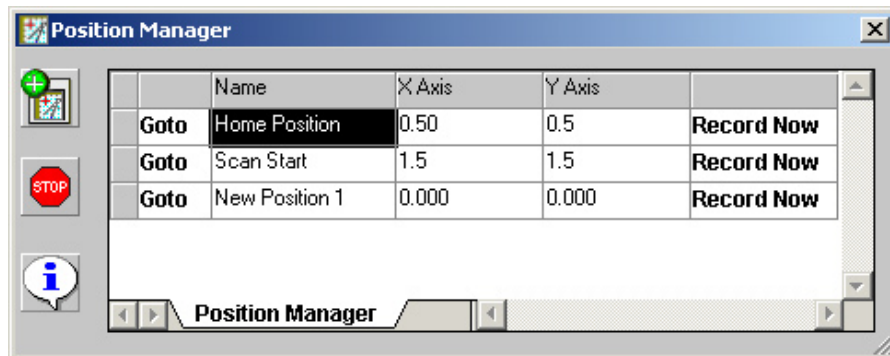 Position Manager
Name X Axis Y Axis
Goto Home Position 0.50 0.5 Record Now
Goto Scan Start 1.5 1.5 Record Now
STOP
Goto New Position 1 0.000 0.000 Record Now
i
Position Manager